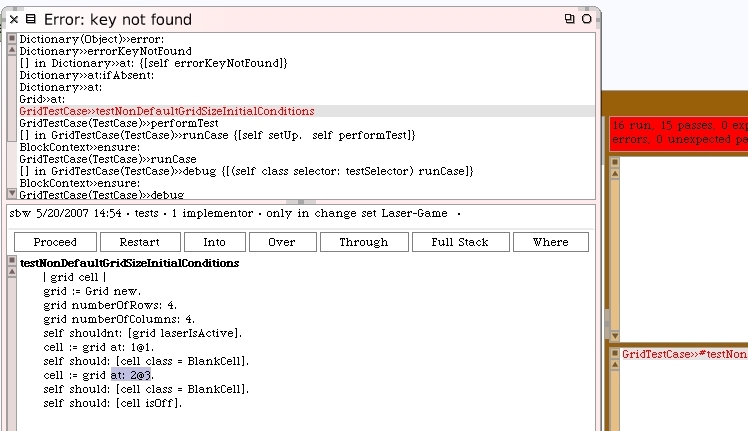 Error: key not found
Dictionary(Object)>>error:
Dictionary>>errorKeyNotFound
[] in Dictionary>>at: {[self errorKeyNotFound]}
Dictionary>>at:ifAbsent:
Dictionary>>at:
Grid>>at:
GridTestCase>>testNonDefaultGridSizeInitialConditions
GridTestCase(TestCase)>>performTest
[] in GridTestCase(TestCase)>>runCase {[self setUp.  self performTest]}
BlockContext>>ensure:
GridTestCase(TestCase)>>runCase
[] in GridTestCase(TestCase)>>debug {[(self class selector: testSelector) runCase]}
BlockContext>>ensure:
GridTestCase(TestCase)>>debug
sbw 5/20/2007 14:54 · tests · 1 implementor · only in change set Laser-Game  ·
Proceed Restart Into Over Through Full Stack Where
testNonDefaultGridSizeInitialConditions
| grid cell |
grid := Grid new.
grid numberOfRows: 4.
grid numberOfColumns: 4.
self shouldnt: [grid laserIsActive].
cell := grid at: 1@1.
self should: [cell class = BlankCell].
cell := grid at: 2@3.
self should: [cell class = BlankCell].
self should: [cell isOff].
16 run, 15 passes, 0 exp
errors, 0 unexpected pa
GridTestCase>>#testNon